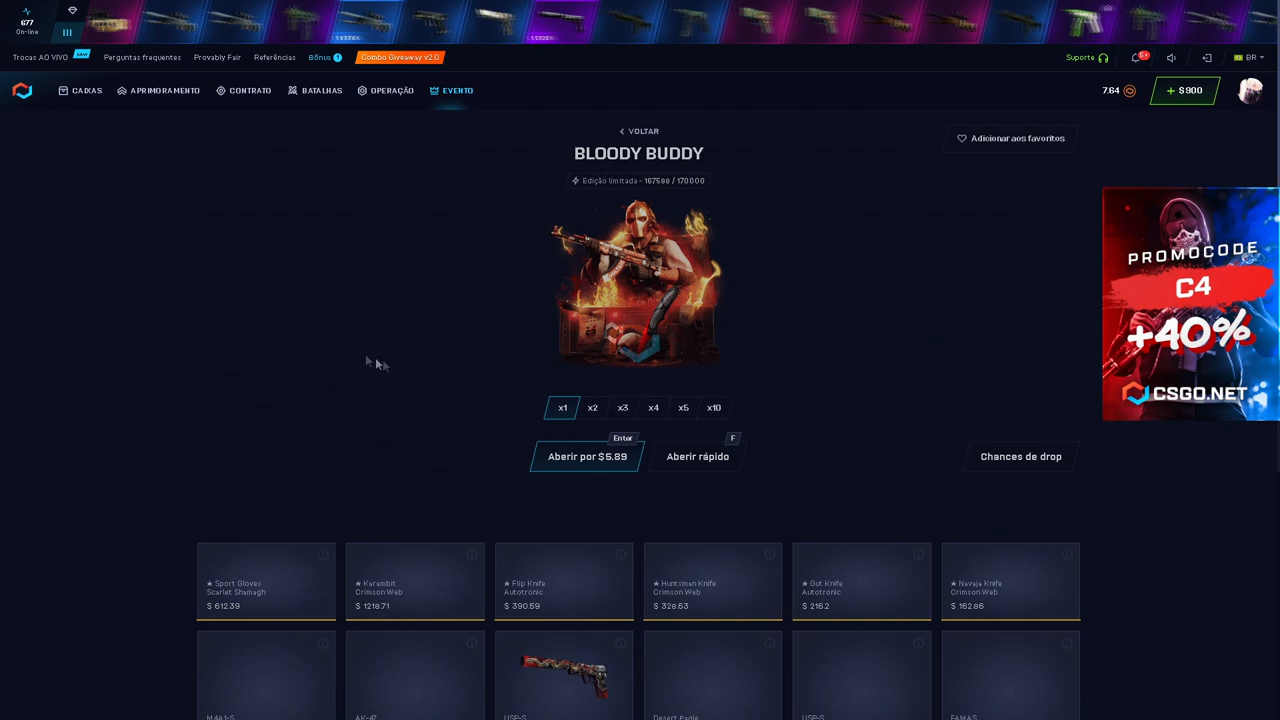 677
On-line
Trocas AO VIVO
NEW
Perguntas frequentes
Provably Fair
Referências
Bônus
Combo Giveaway v2.0
Suporte
5+
BR
CAIXAS
APRIMORAMENTO
CONTRATO
BATALHAS
OPERAÇÃO
EVENTO
7.64
+ $900
VOLTAR
BLOODY BUDDY
Edição limitada - 167588 / 170000
Adicionar aos favoritos
PROMOCODE
C4
+40%
CSGO.NET
x1
x2
x3
x4
x5
x10
Enter
F
Aberir por $5.89
Aberir rápido
Chances de drop
★ Sport Gloves
Scarlet Shamagh
$ 612.39
★ Karambit
Crimson Web
$ 1218.71
★ Flip Knife
Autotronic
$ 390.59
★ Huntsman Knife
Crimson Web
$ 328.63
★ Gut Knife
Autotronic
$ 216.2
★ Navaja Knife
Crimson Web
$ 162.86
M4A1-S
AK-47
USP-S
Desert Eagle
USP-S
FAMAS